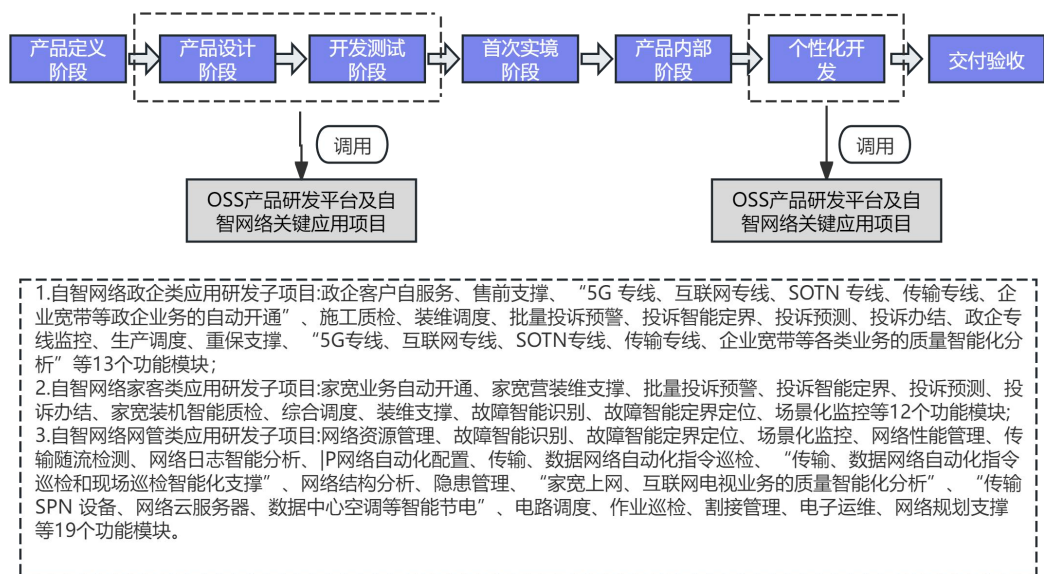 产品定义
阶段
产品设计
阶段
开发测试
阶段
首次实境
阶段
产品内部
阶段
个性化开
发
交付验收
调用
调用
OSS产品研发平台及自
智网络关键应用项目
OSS产品研发平台及自
智网络关键应用项目
1.自智网络政企类应用研发子项目:政企客户自服务、售前支撑、“5G 专线、互联网专线、SOTN 专线、传输专线、企
业宽带等政企业务的自动开通”、施工质检、装维调度、批量投诉预警、投诉智能定界、投诉预测、投诉办结、政企专
线监控、生产调度、重保支撑、“5G专线、互联网专线、SOTN专线、传输专线、企业宽带等各类业务的质量智能化分
析”等13个功能模块;
2.自智网络家客类应用研发子项目:家宽业务自动开通、家宽营装维支撑、批量投诉预警、投诉智能定界、投诉预测、投
诉办结、家宽装机智能质检、综合调度、装维支撑、故障智能识别、故障智能定界定位、场景化监控等12个功能模块;
3.自智网络网管类应用研发子项目:网络资源管理、故障智能识别、故障智能定界定位、场景化监控、网络性能管理、传
输随流检测、网络日志智能分析、|P网络自动化配置、传输、数据网络自动化指令巡检、“传输、数据网络自动化指令
巡检和现场巡检智能化支撑”、网络结构分析、隐患管理、“家宽上网、互联网电视业务的质量智能化分析”、“传输
SPN 设备、网络云服务器、数据中心空调等智能节电”、电路调度、作业巡检、割接管理、电子运维、网络规划支撑
等19个功能模块。